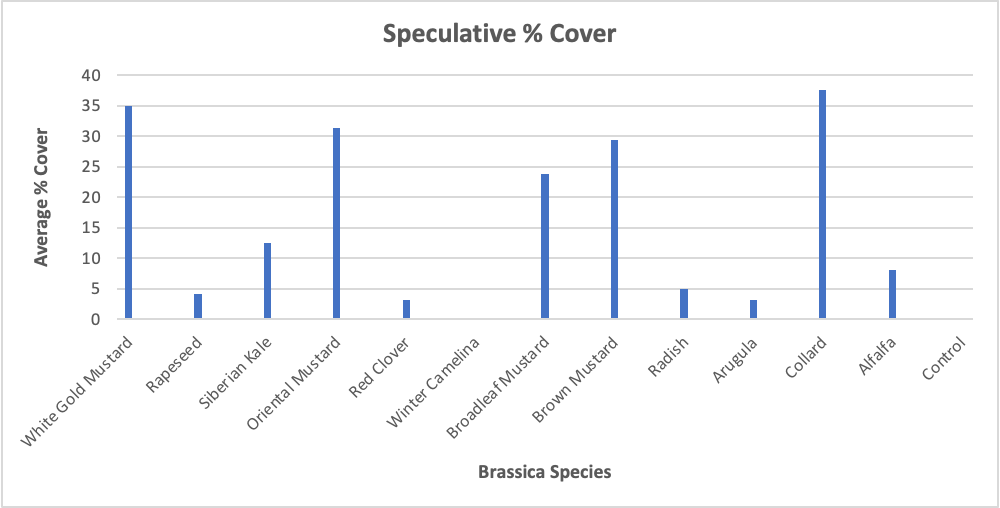 Speculative % Cover
Average % Cover
40
35
30
25
20
15
10
5
0
White Gold Mustard
Rapeseed
Siberian Kale
Oriental Mustard
Red Clover
Winter Camelina
Broadleaf Mustard
Brown Mustard
Radish
Arugula
Collard
Alfalfa
Control
Brassica Species